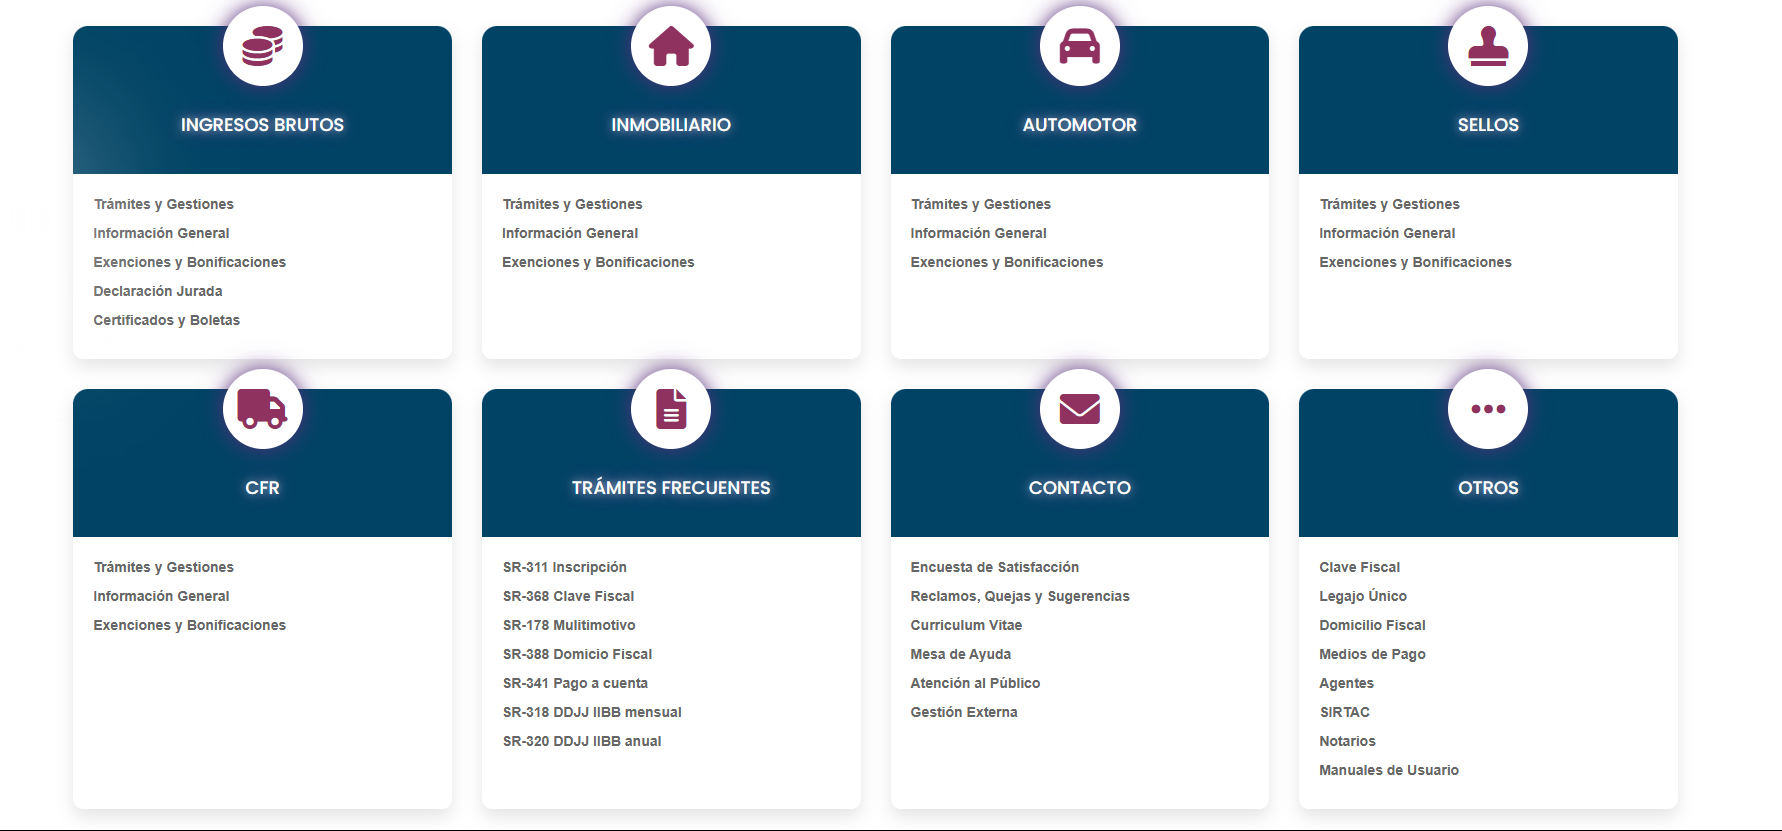 INGRESOS BRUTOS
Trámites y Gestiones
Información General
Exenciones y Bonificaciones
Declaración Jurada
Certificados y Boletas
INMOBILIARIO
Trámites y Gestiones
Información General
Exenciones y Bonificaciones
AUTOMOTOR
Trámites y Gestiones
Información General
Exenciones y Bonificaciones
SELLOS
Trámites y Gestiones
Información General
Exenciones y Bonificaciones
CFR
Trámites y Gestiones
Información General
Exenciones y Bonificaciones
TRÁMITES FRECUENTES
SR-311 Inscripción
SR-368 Clave Fiscal
SR-178 Mulitimotivo
SR-388 Domicio Fiscal
SR-341 Pago a cuenta
SR-318 DDJJ IIBB mensual
SR-320 DDJJ IIBB anual
CONTACTO
Encuesta de Satisfacción
Reclamos, Quejas y Sugerencias
Curriculum Vitae
Mesa de Ayuda
Atención al Público
Gestión Externa
OTROS
Clave Fiscal
Legajo Único
Domicilio Fiscal
Medios de Pago
Agentes
SIRTAC
Notarios
Manuales de Usuario